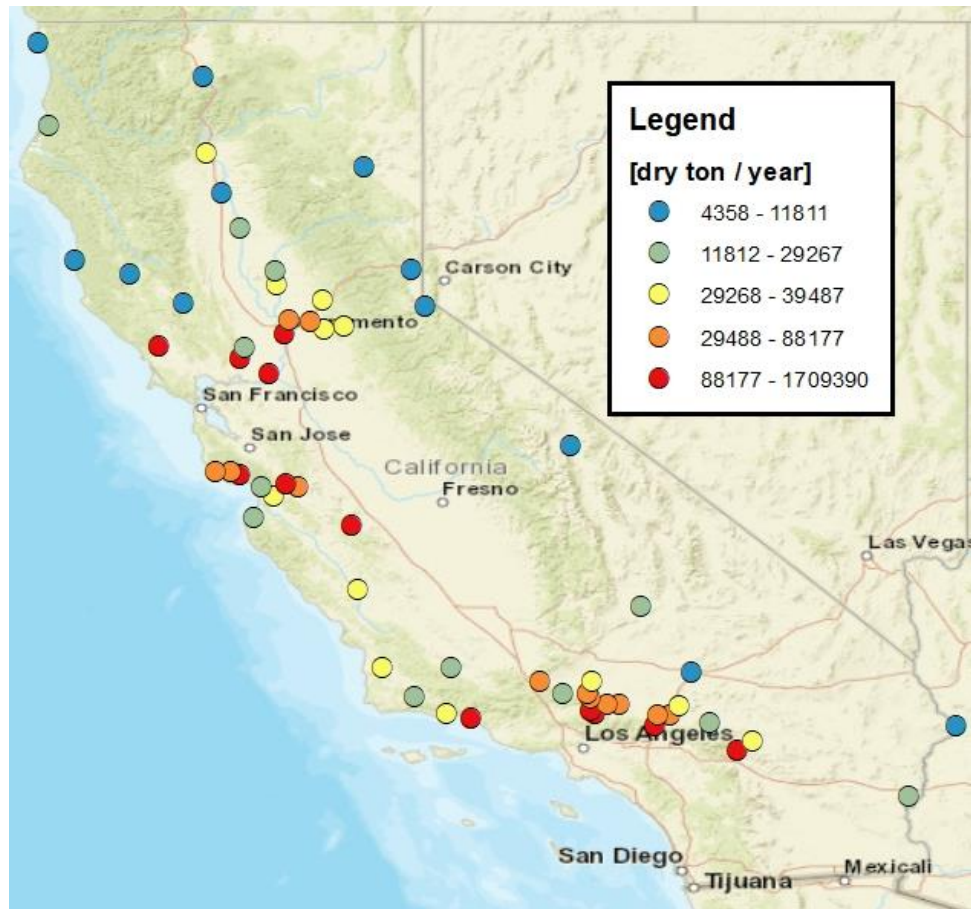 Legend
[dry ton / year]
4358 - 11811
11812 - 29267
29268 - 39487
29488 - 88177
88177 - 1709390
Carson City
mento
San Francisco
San Jose
California
Fresno
Las Vegas
Los Angeles
San Diego
Tijuana
Mexicali